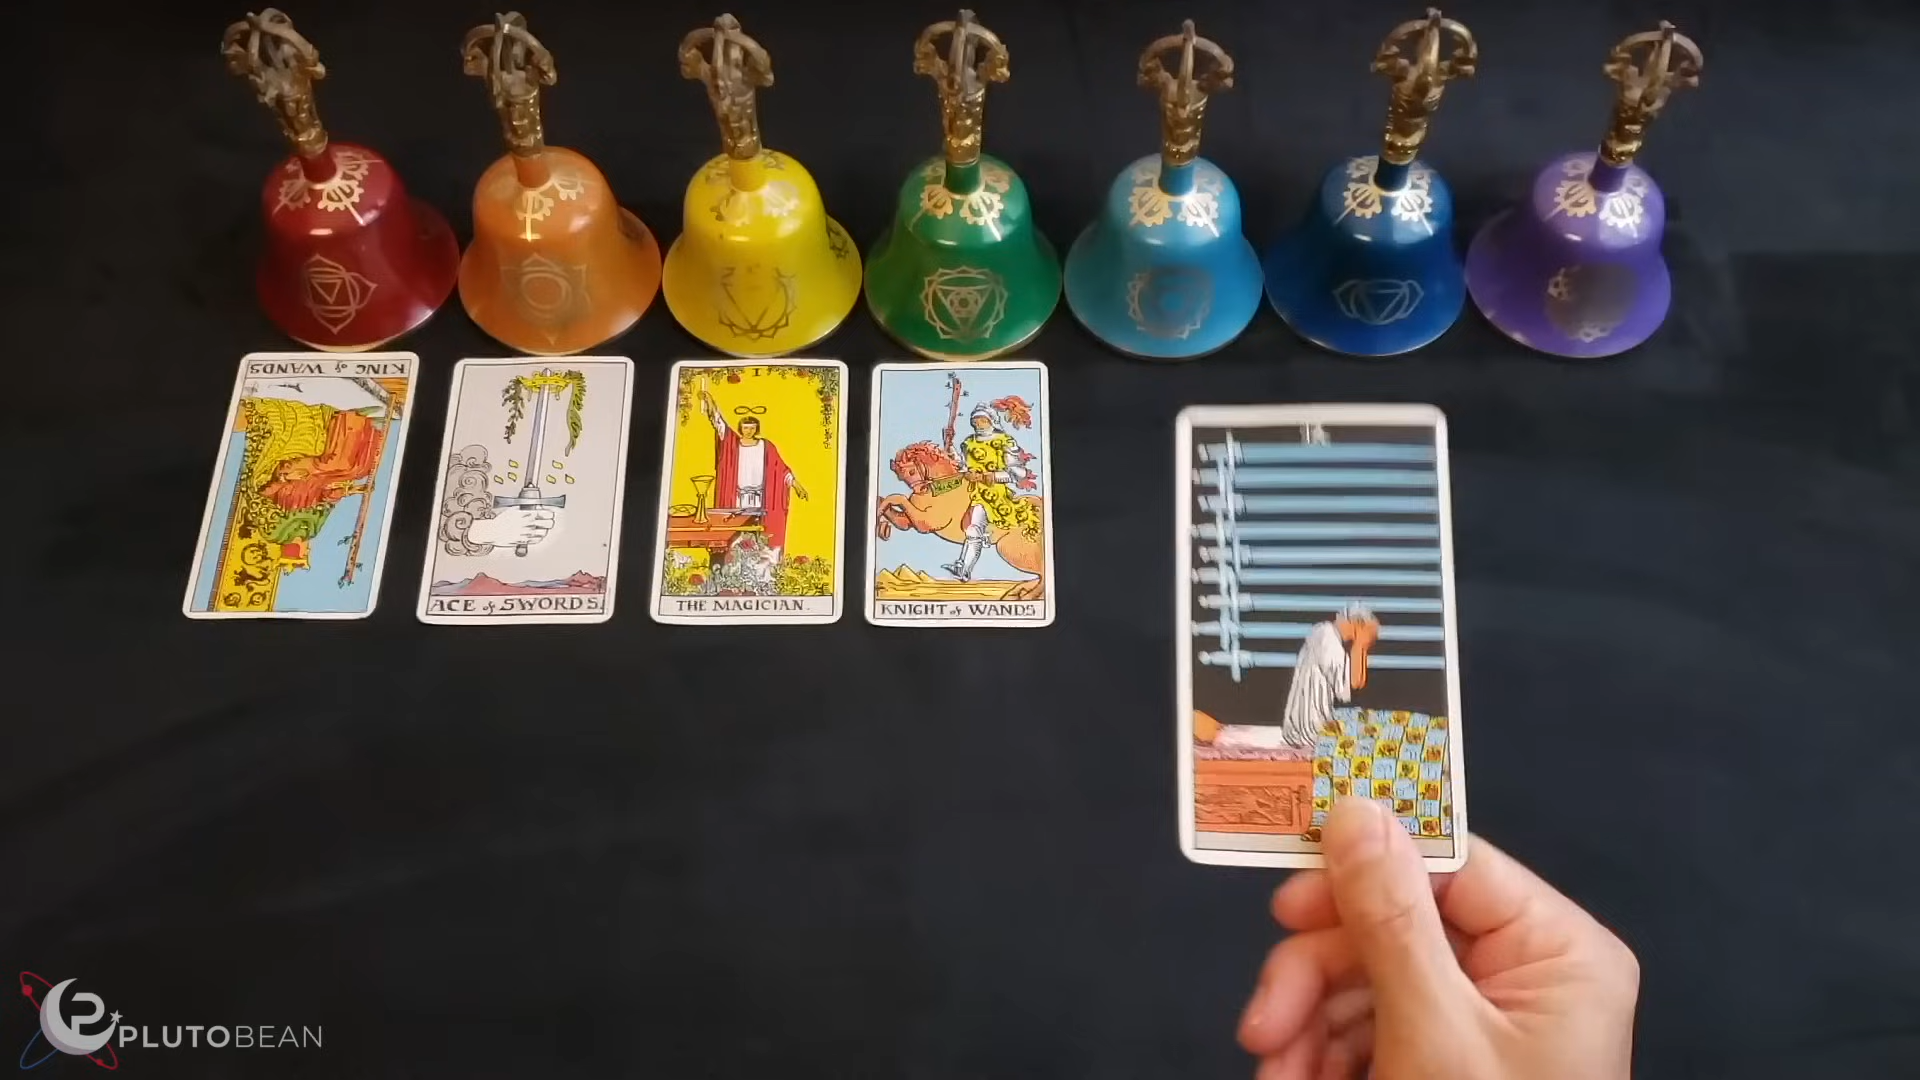 KING of WANDS
ACE of SWORDS.
I
THE MAGICIAN.
KNIGHT of WANDS
PLUTOBEAN